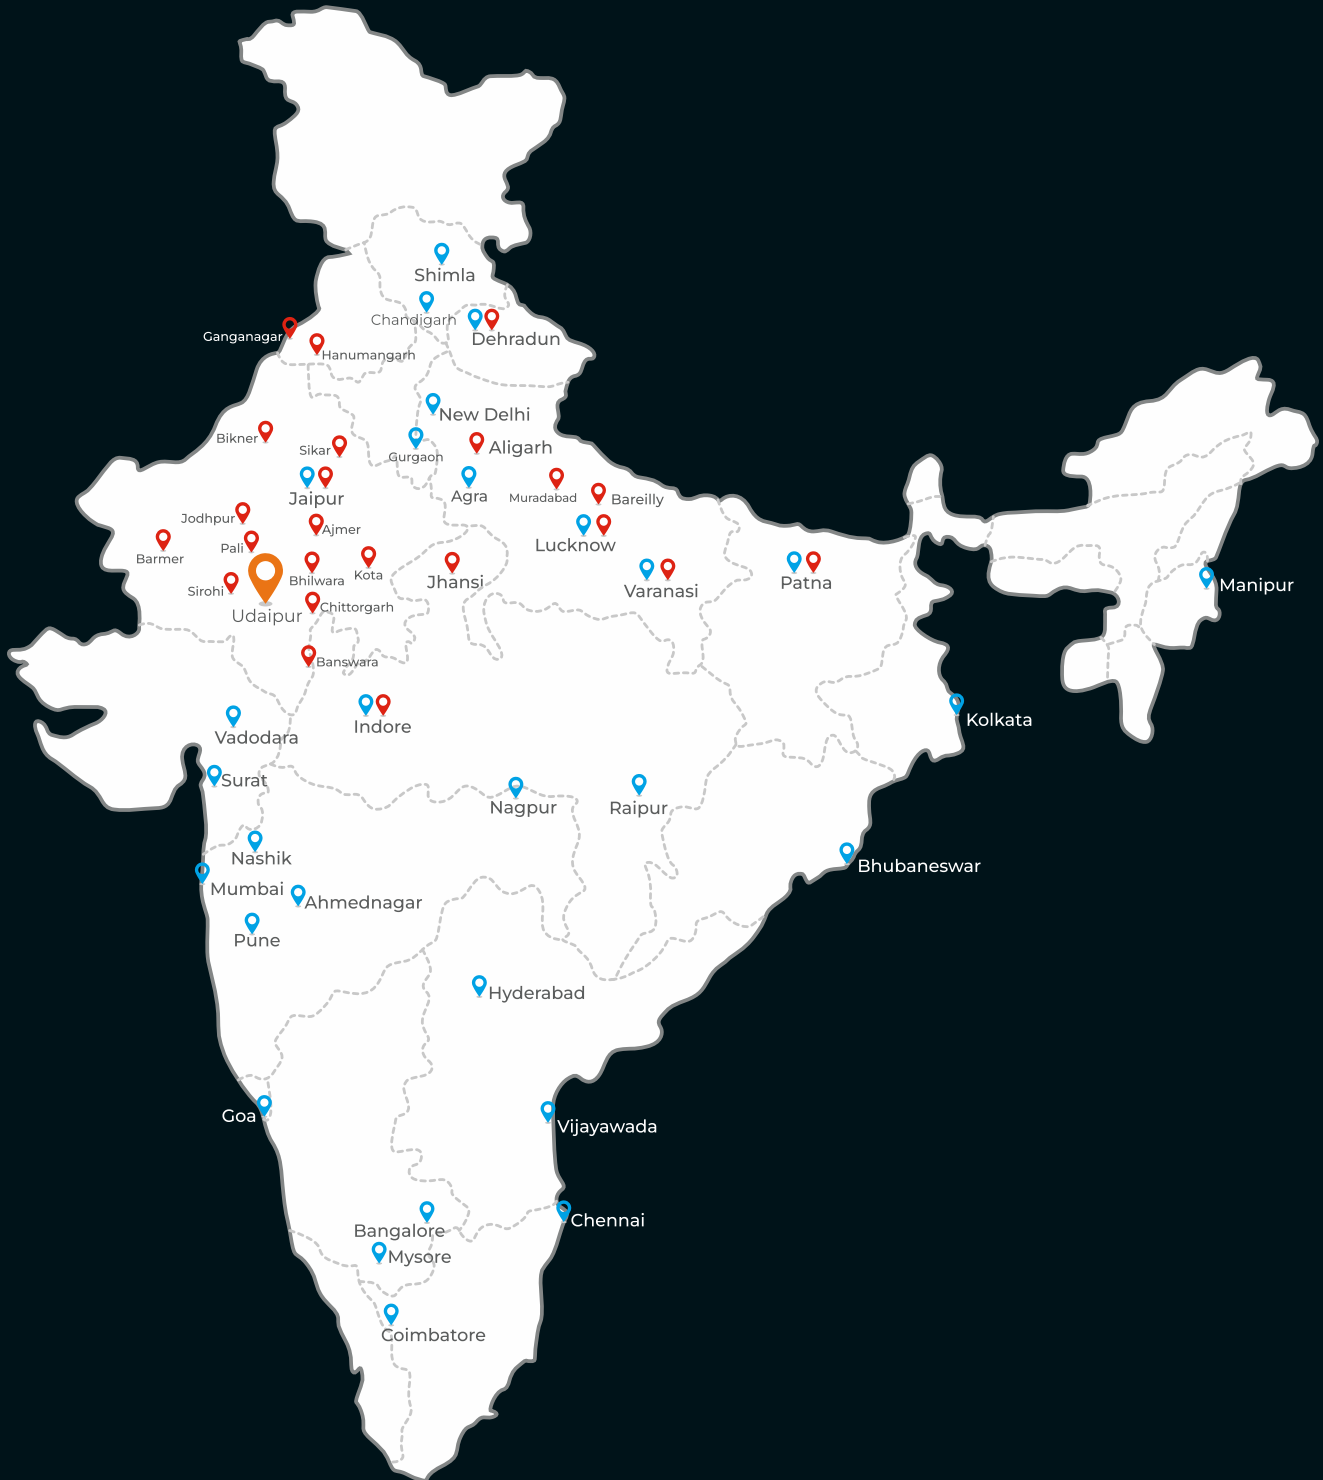 Shimla
Chandigarh
Ganganagar
Dehradun
Hanumangarh
New Delhi
Bikner
Sikar
Aligarh
Gurgaon
Jaipur
Agra
Muradabad
Bareilly
Jodhpur
Ajmer
Pali
Lucknow
Barmer
Bhilwara
Kota
Jhansi
Patna
Manipur
Sirohi
Varanasi
Udaipur
Chittorgarh
Banswara
Kolkata
Indore
Vadodara
Surat
Nagpur
Raipur
Nashik
Bhubaneswar
Mumbai
Ahmednagar
Pune
Hyderabad
Goa
Vijayawada
Chennai
Bangalore
Mysore
Coimbatore